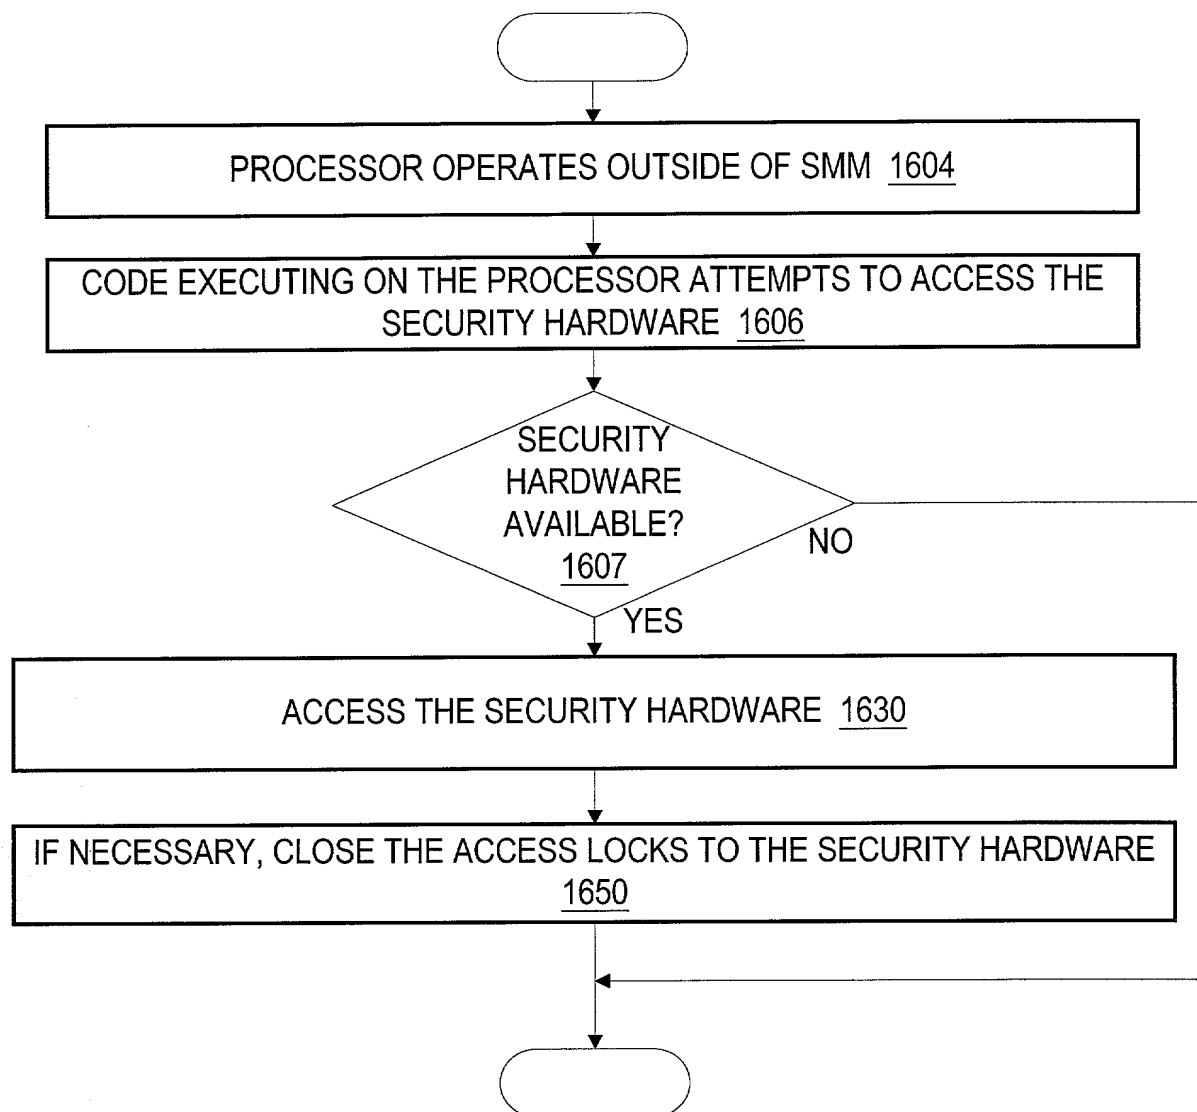 PROCESSOR OPERATES OUTSIDE OF SMM 1604
CODE EXECUTING ON THE PROCESSOR ATTEMPTS TO ACCESS THE
SECURITY HARDWARE 1606
SECURITY
HARDWARE
AVAILABLE?
1607
NO
YES
ACCESS THE SECURITY HARDWARE 1630
IF NECESSARY, CLOSE THE ACCESS LOCKS TO THE SECURITY HARDWARE
1650